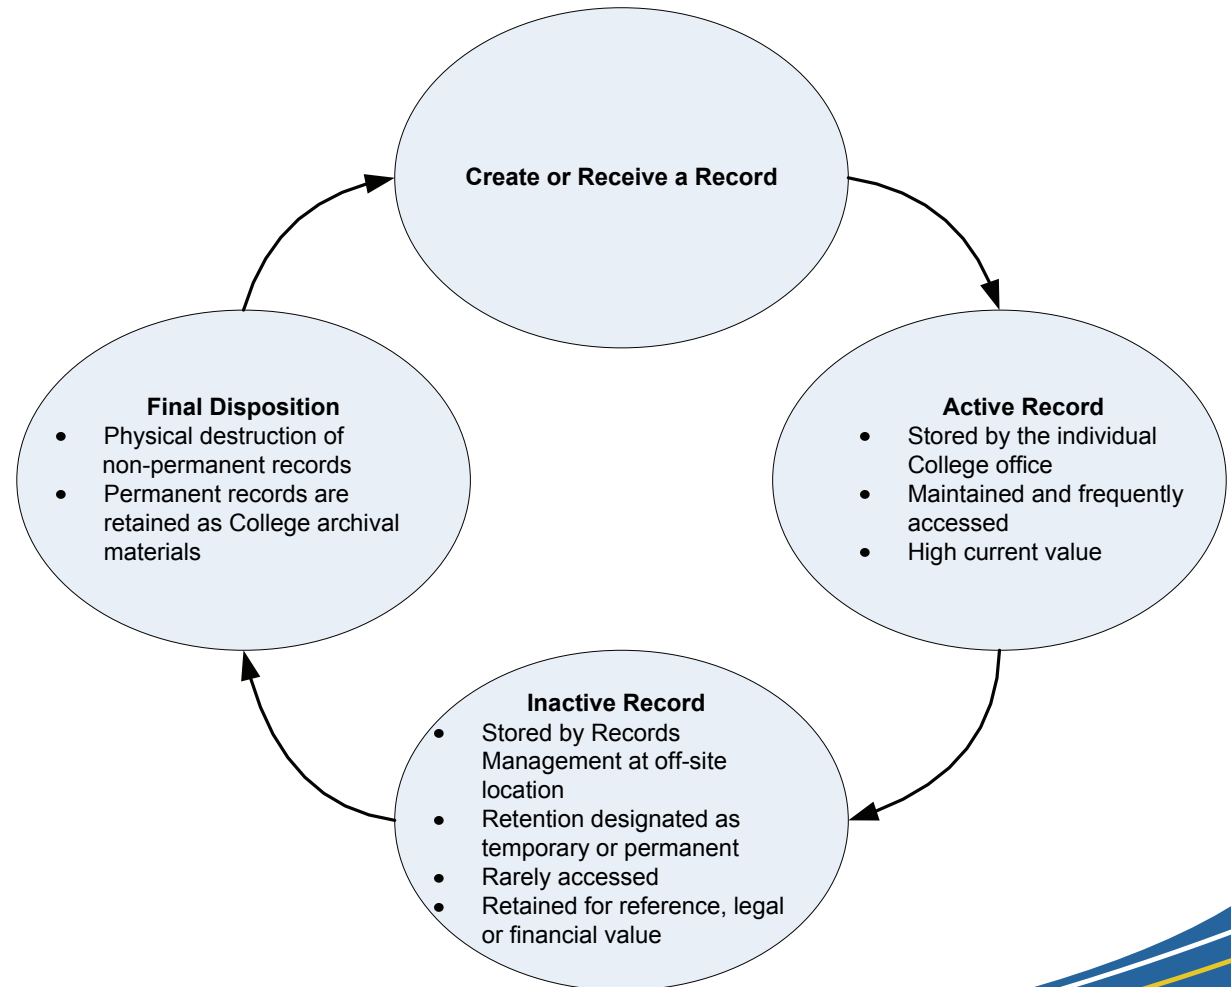 Create or Receive a Record
Final Disposition
• Physical destruction of
non-permanent records
• Permanent records are
retained as College archival
materials
Active Record
• Stored by the individual
College office
• Maintained and frequently
accessed
• High current value
Inactive Record
• Stored by Records
Management at off-site
location
• Retention designated as
temporary or permanent
• Rarely accessed
• Retained for reference, legal
or financial value